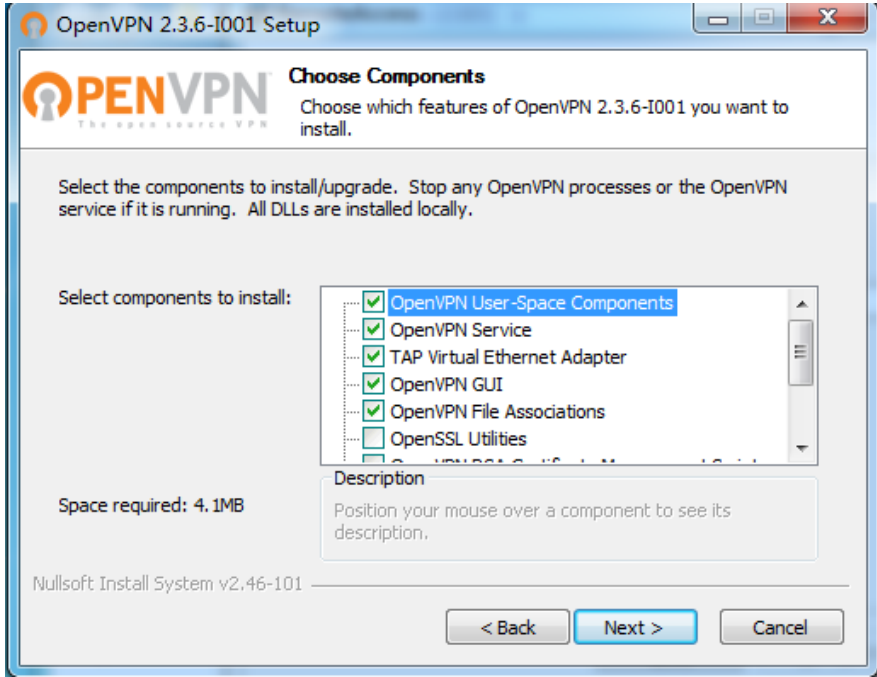 OpenVPN 2.3.6-I001 Setup
OPENVPN
The open source VPN
Choose Components
Choose which features of OpenVPN 2.3.6-I001 you want to
install.
Select the components to install/upgrade. Stop any OpenVPN processes or the OpenVPN
service if it is running. All DLLs are installed locally.
Select components to install:
OpenVPN User-Space Components
OpenVPN Service
TAP Virtual Ethernet Adapter
OpenVPN GUI
OpenVPN File Associations
OpenSSL Utilities
Space required: 4.1MB
Description
Position your mouse over a component to see its
description.
Nullsoft Install System v2.46-101
< Back
Next >
Cancel